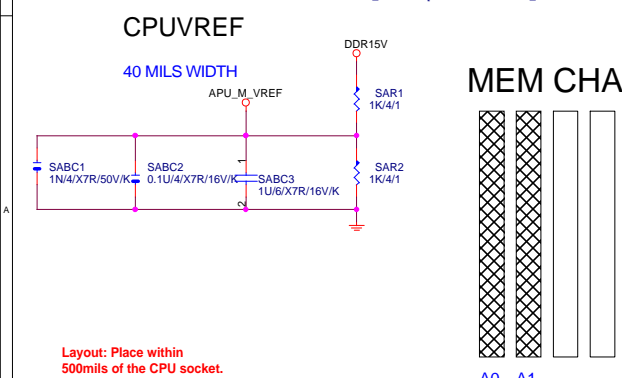 CPUVREF
DDR15V
40 MILS WIDTH
MEM CHA
APU_M_VREF
SAR1
1K/4/1
1
SABC1
1N/4/X7R/50V/K
SABC2
0.1U/4/X7R/16V/K
SABC3
1U/6/X7R/16V/K
SAR2
1K/4/1
2
A
Layout: Place within
500mils of the CPU socket.
A0 A1